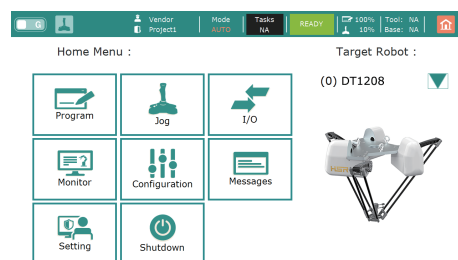 G
Vendor
Project1
Mode
AUTO
Tasks
NA
READY
100%
10%
Tool: NA
Base: NA
Home Menu :
Target Robot :
(0) DT1208
Program
Jog
I/O
Monitor
Configuration
Messages
Setting
Shutdown